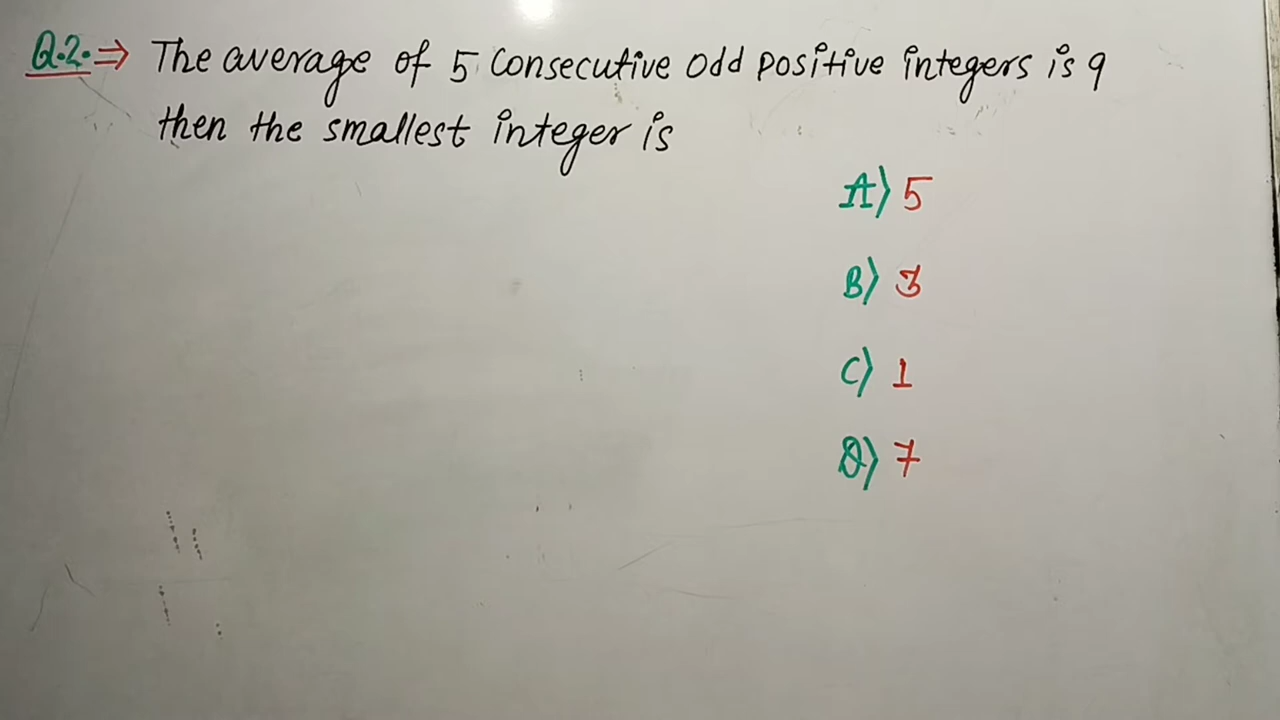 Q.2.⇒ The average of 5 consecutive odd positive integers is 9
then the smallest integer is
A) 5
B) 3
C) 1
D) 7